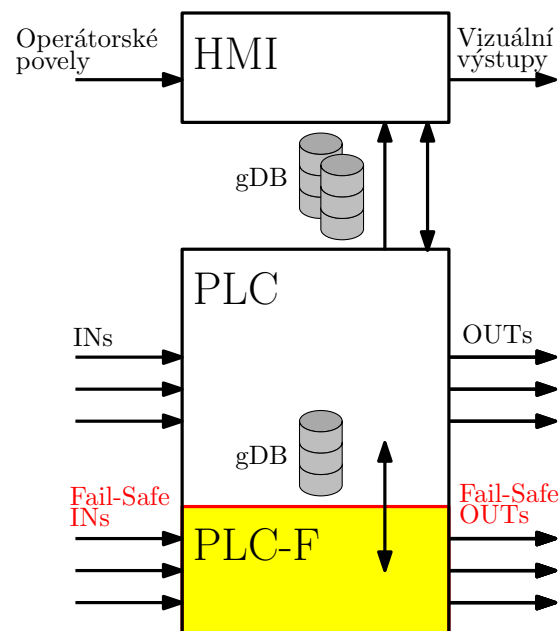 Operátorské
povely
HMI
Vizuální
výstupy
gDB
PLC
INs
OUTs
gDB
Fail-Safe
INs
Fail-Safe
OUTs
PLC-F